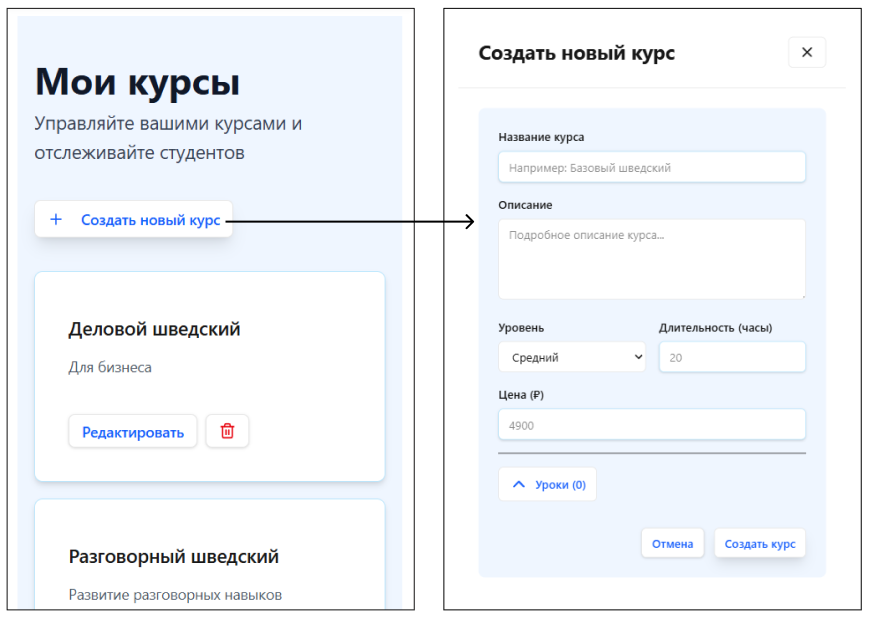 Мои курсы
Управляйте вашими курсами и
отслеживайте студентов
+ Создать новый курс
Деловой шведский
Для бизнеса
Редактировать
Разговорный шведский
Развитие разговорных навыков
Создать новый курс
Название курса
Например: Базовый шведский
Описание
Подробное описание курса...
Уровень
Длительность (часы)
Средний
20
Цена (₽)
4900
Уроки (0)
Отмена
Создать курс